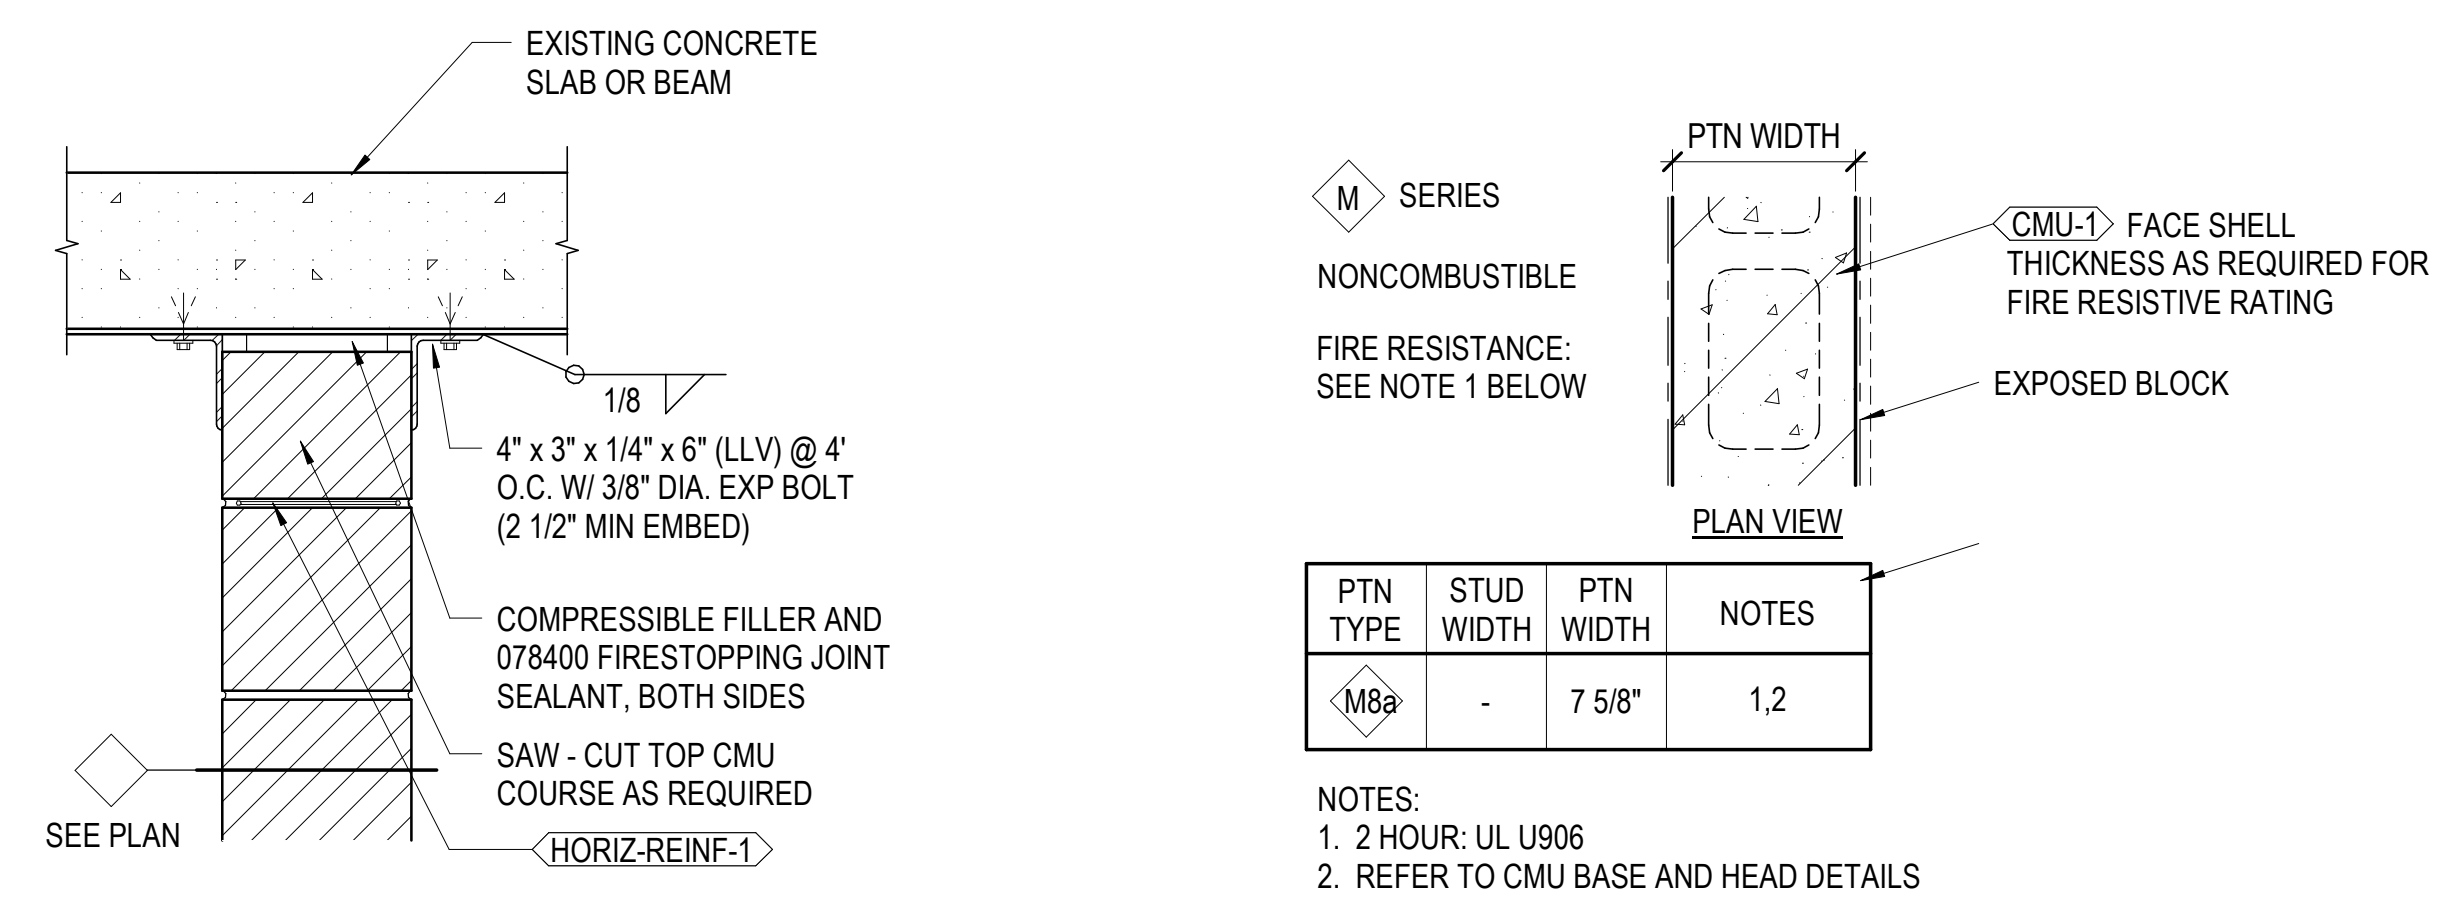 EXISTING CONCRETE
SLAB OR BEAM
1/8
4" x 3" x 1/4" x 6" (LLV) @ 4'
O.C. W/ 3/8" DIA. EXP BOLT
(2 1/2" MIN EMBED)
COMPRESSIBLE FILLER AND
078400 FIRESTOPPING JOINT
SEALANT, BOTH SIDES
SAW - CUT TOP CMU
COURSE AS REQUIRED
SEE PLAN
HORIZ-REINF-1
PTN WIDTH
M SERIES
NONCOMBUSTIBLE
FIRE RESISTANCE:
SEE NOTE 1 BELOW
CMU-1 FACE SHELL
THICKNESS AS REQUIRED FOR
FIRE RESISTIVE RATING
EXPOSED BLOCK
PLAN VIEW
PTN TYPE STUD WIDTH PTN WIDTH NOTES
M8a - 7 5/8" 1,2
NOTES:
1. 2 HOUR: UL U906
2. REFER TO CMU BASE AND HEAD DETAILS